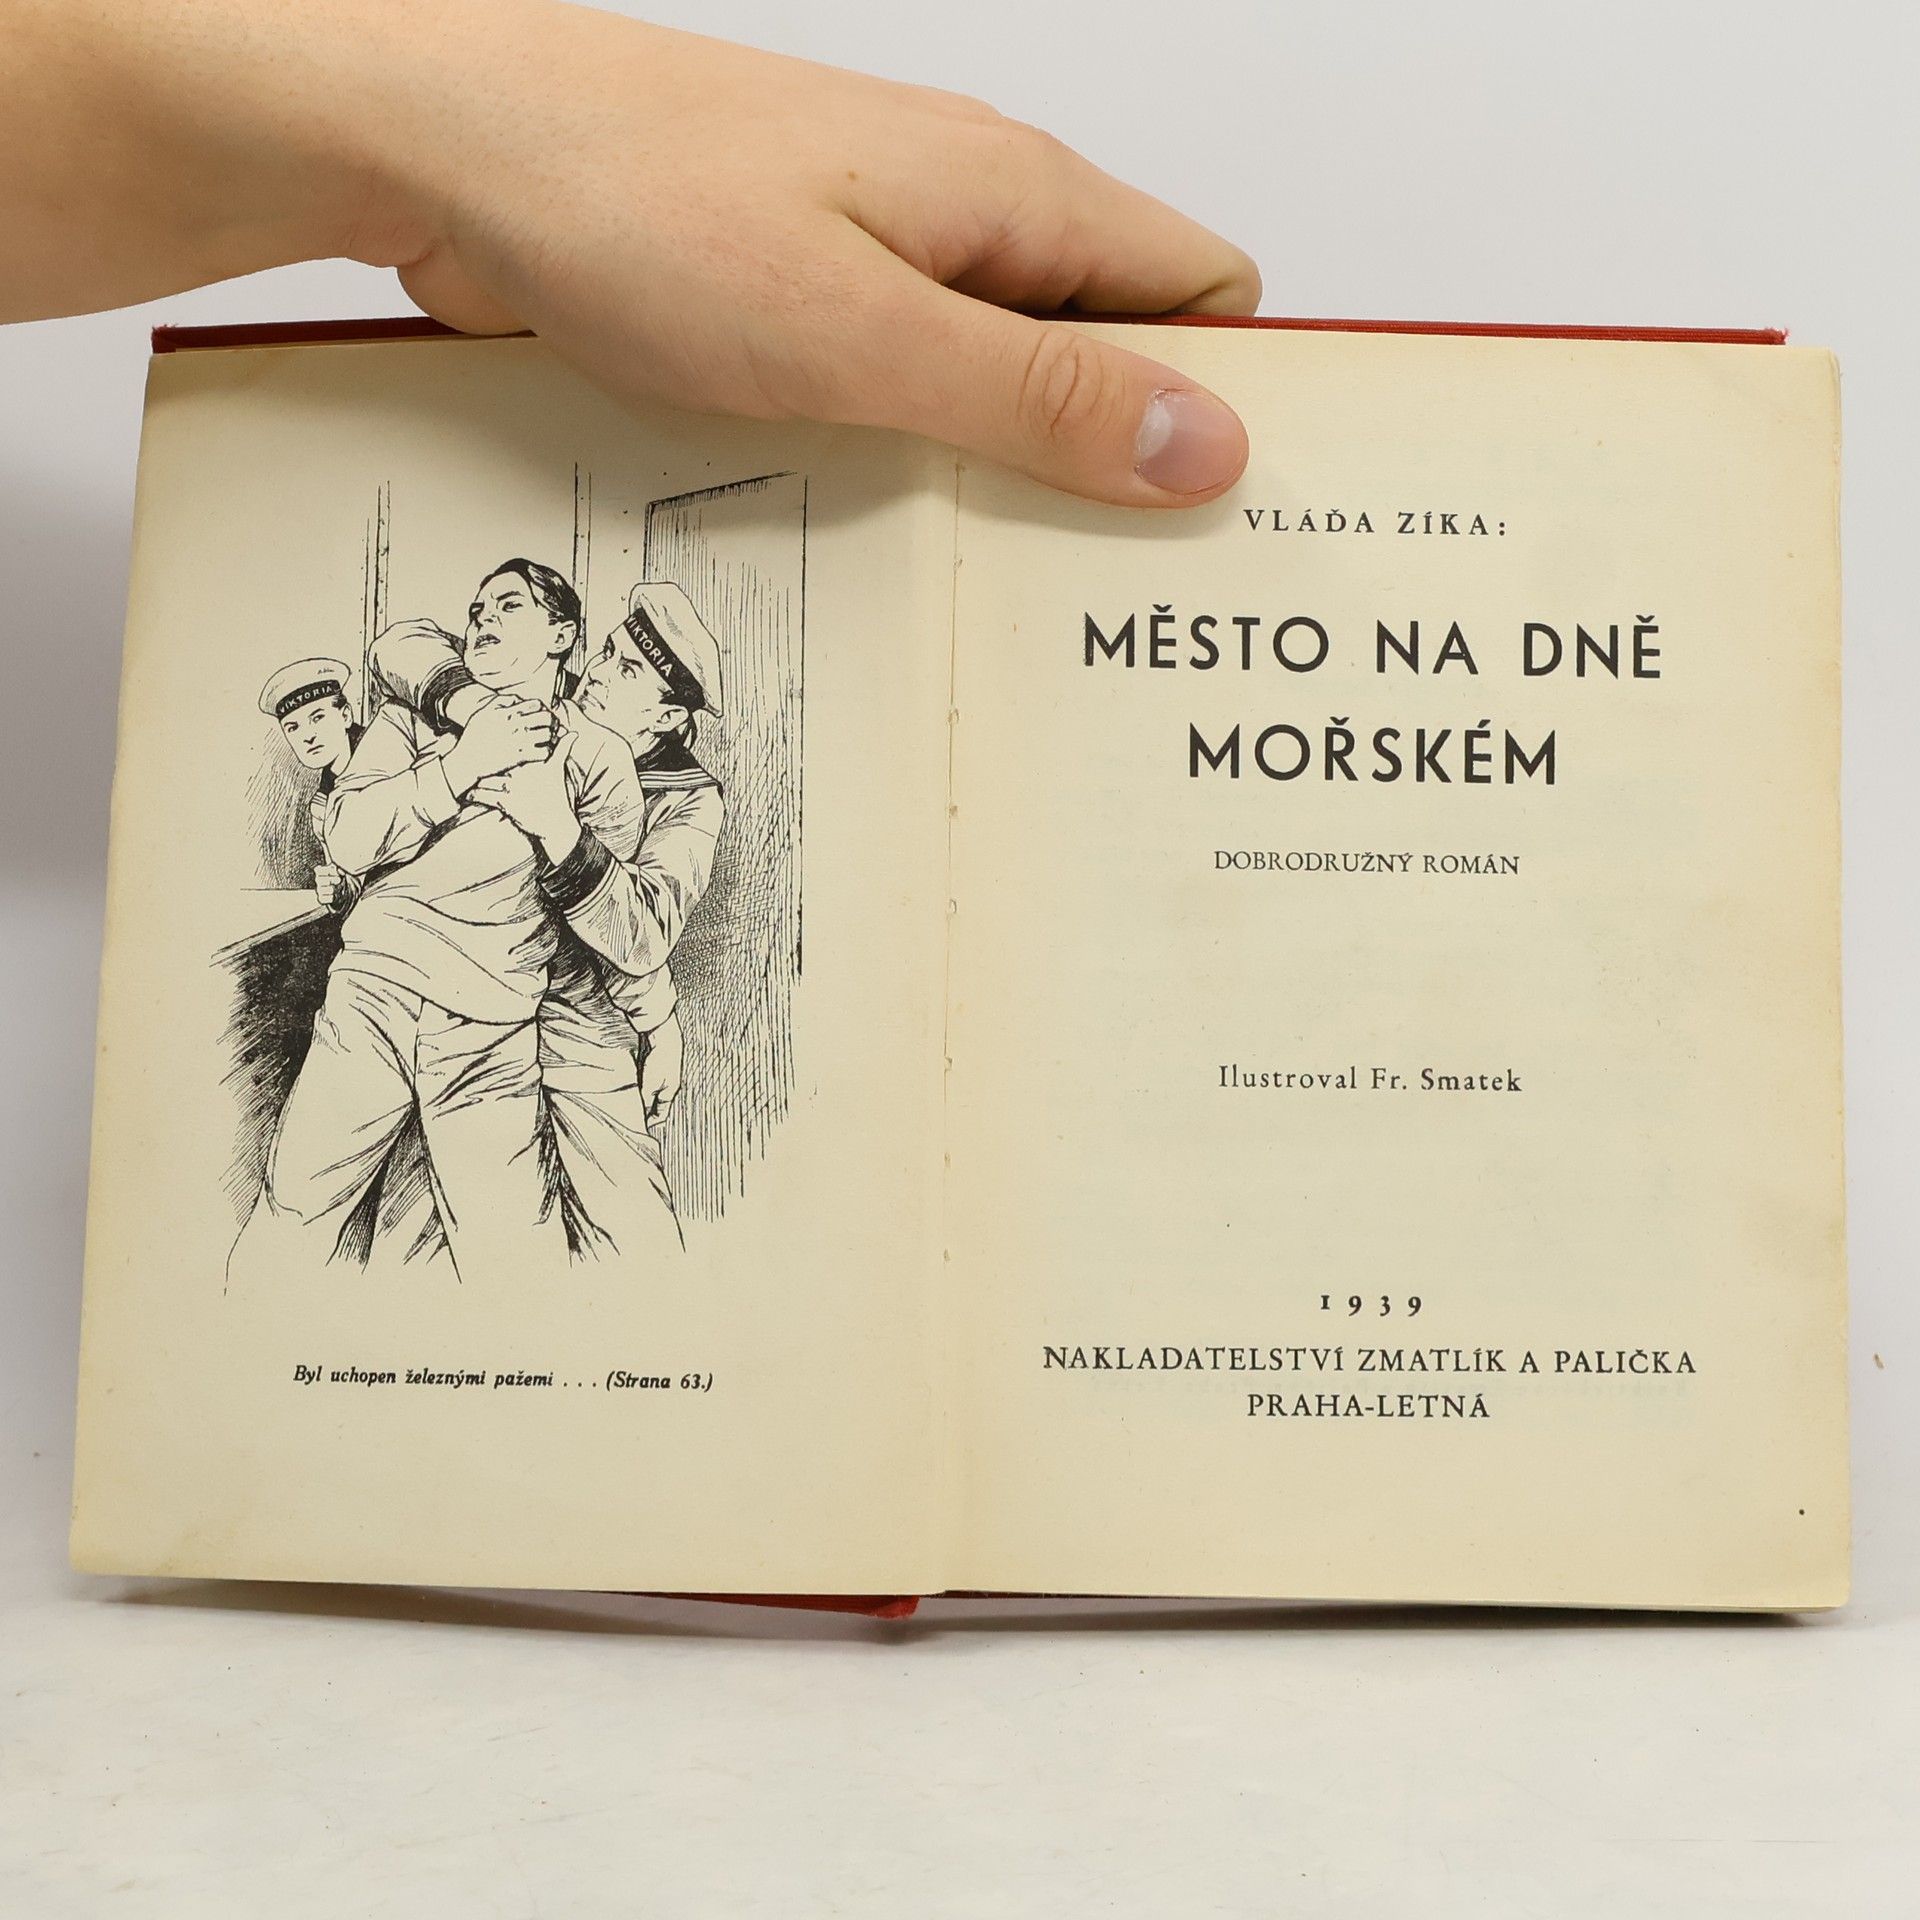 VIKTORIA
VIKTORIA
Byl uchopen železnými pažemi . . . (Strana 63.)
VLÁĎA ZÍKA:
MĚSTO NA DNĚ
MOŘSKÉM
DOBRODRUŽNÝ ROMÁN
Ilustroval Fr. Smatek
1939
NAKLADATELSTVÍ ZMATLÍK A PALIČKA
PRAHA-LETNÁ